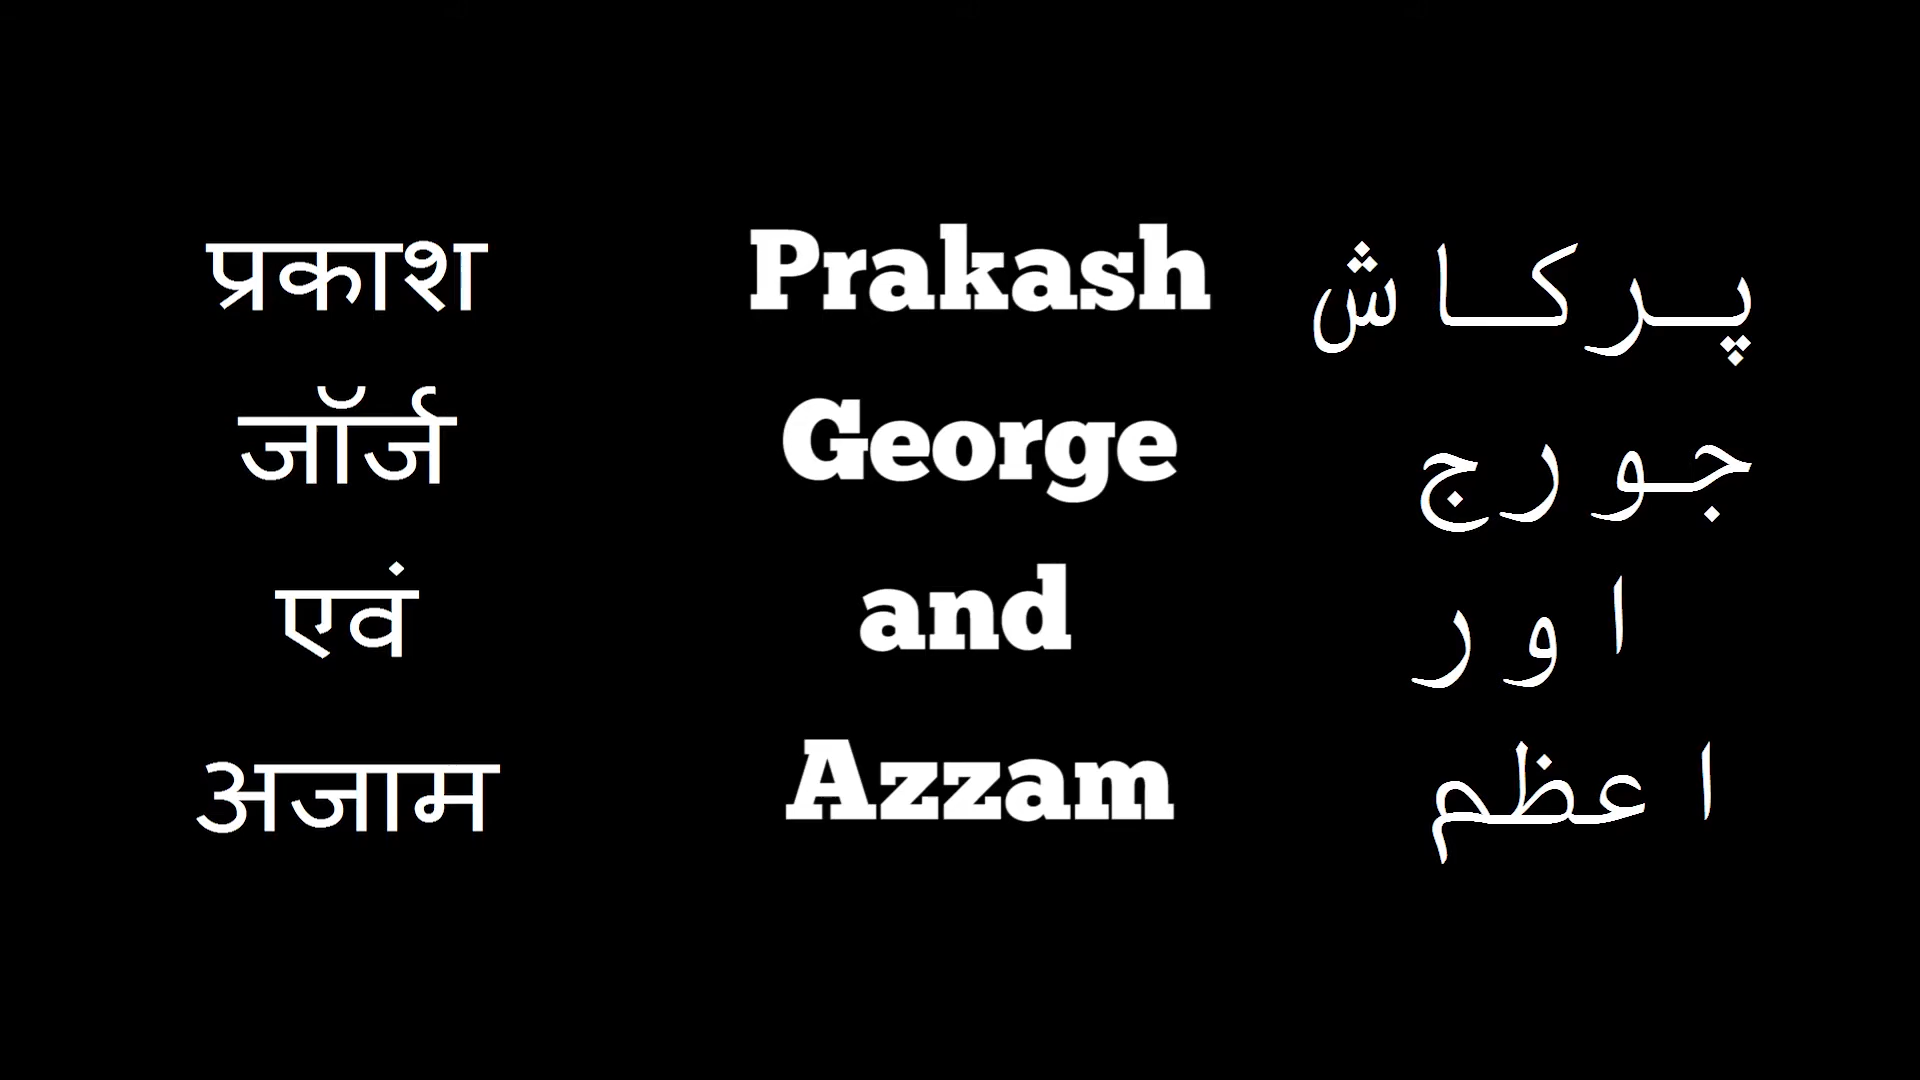 प्रकाश Prakash پرکاش
जॉर्ज George جورج
एवं and اور
अजाम Azzam اعظم